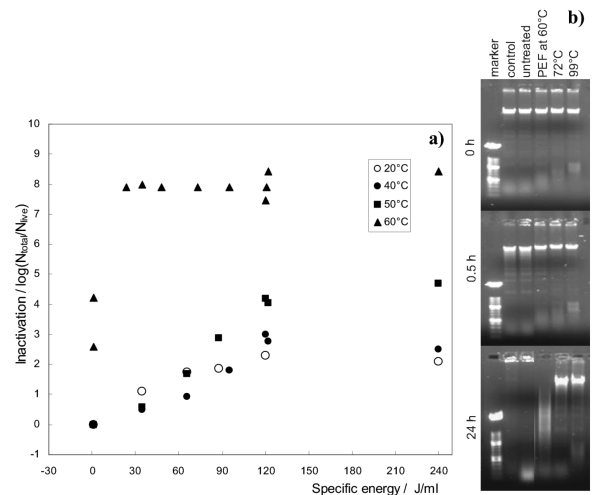 a)
Inactivation / log(N_total/N_live)
10
9
8
7
6
5
4
3
2
1
0
-1
-30
0
30
60
90
120
150
180
210
240
Specific energy / J/ml
20°C
40°C
50°C
60°C
b)
marker
control
untreated
PEF at 60°C
72°C
99°C
0 h
0.5 h
24 h